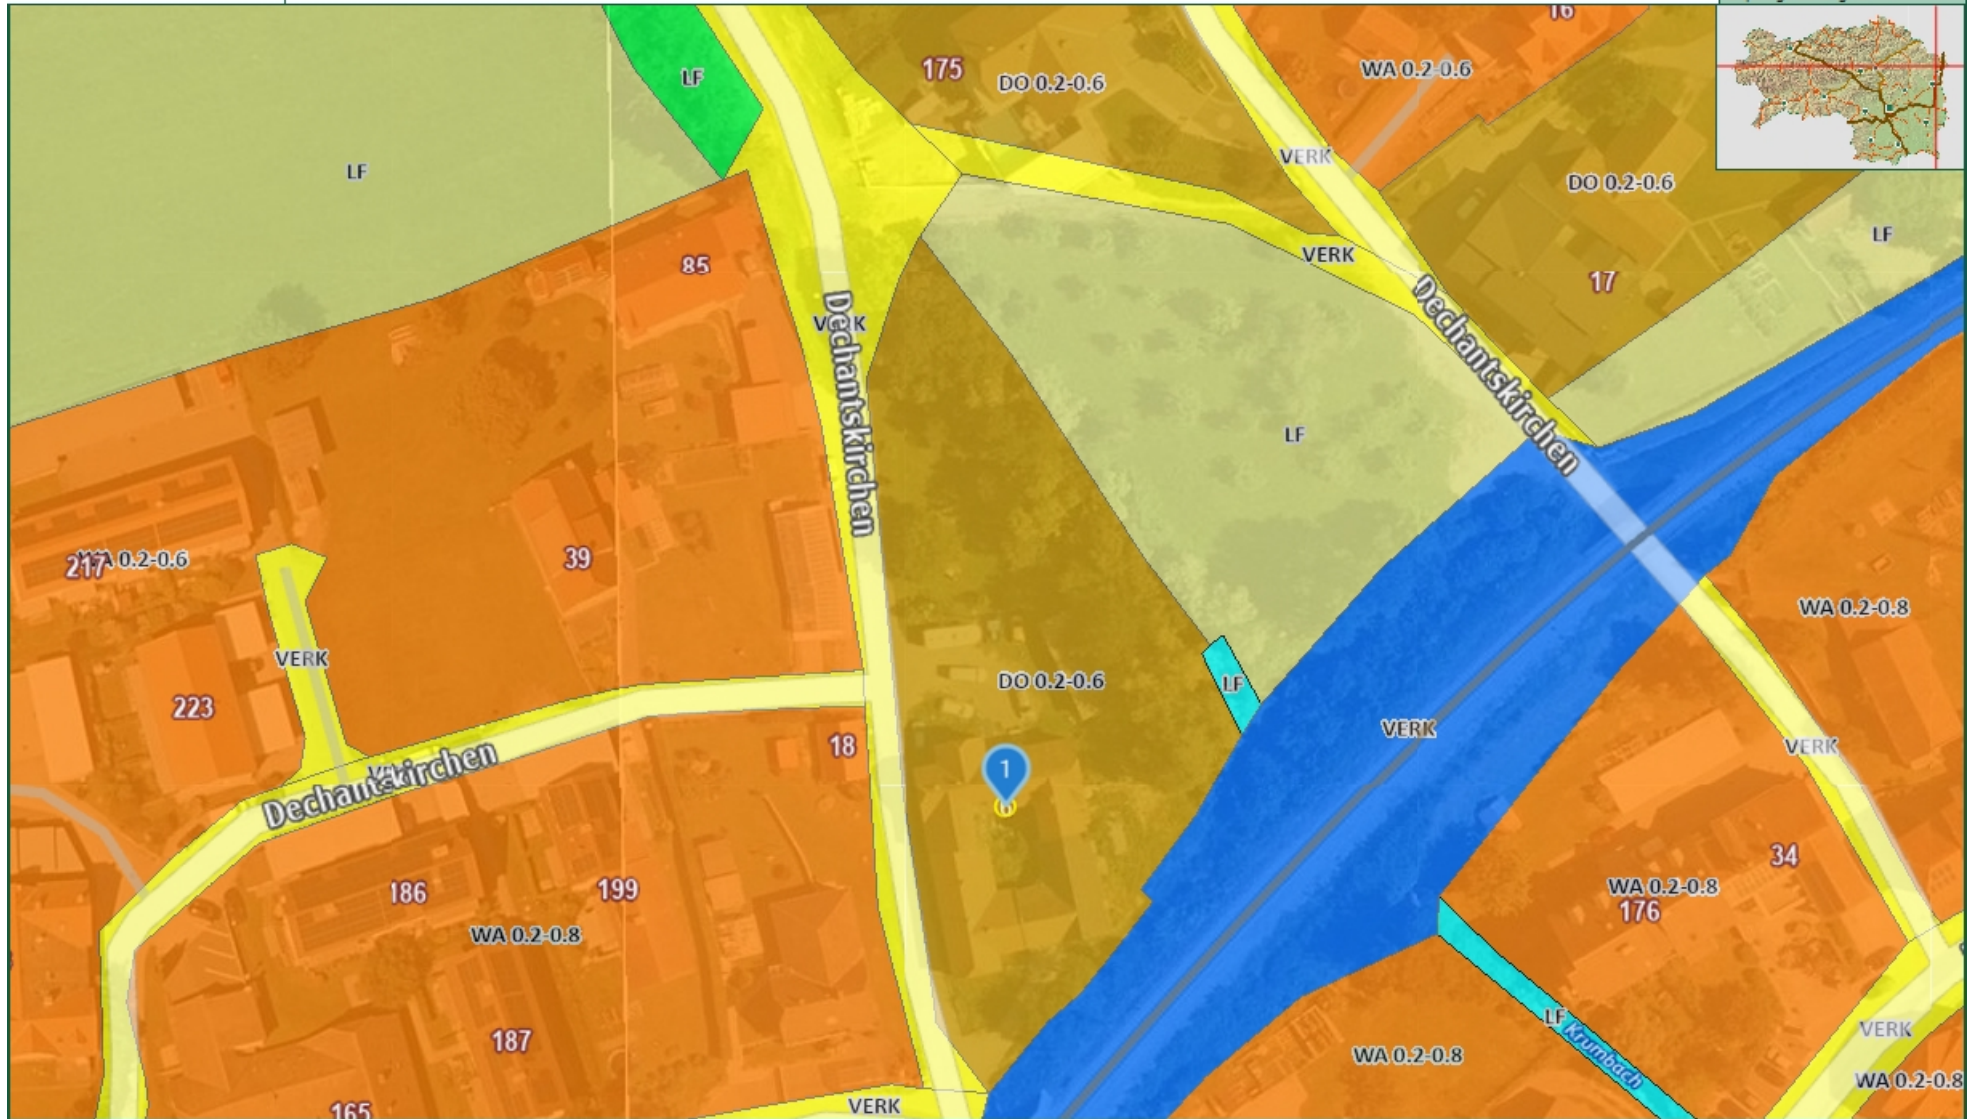 16
LF
175
DO 0.2-0.6
WA 0.2-0.6
VERK
LF
DO 0.2-0.6
LF
85
VERK
17
VERK
Dechantskirchen
Dechantskirchen
LF
217
WA 0.2-0.6
39
WA 0.2-0.8
VERK
DO 0.2-0.6
LF
223
VERK
18
VERK
Dechantskirchen
1
34
186
199
WA 0.2-0.8
176
WA 0.2-0.8
LF
Krumbach
VERK
187
WA 0.2-0.8
WA 0.2-0.8
VERK
165